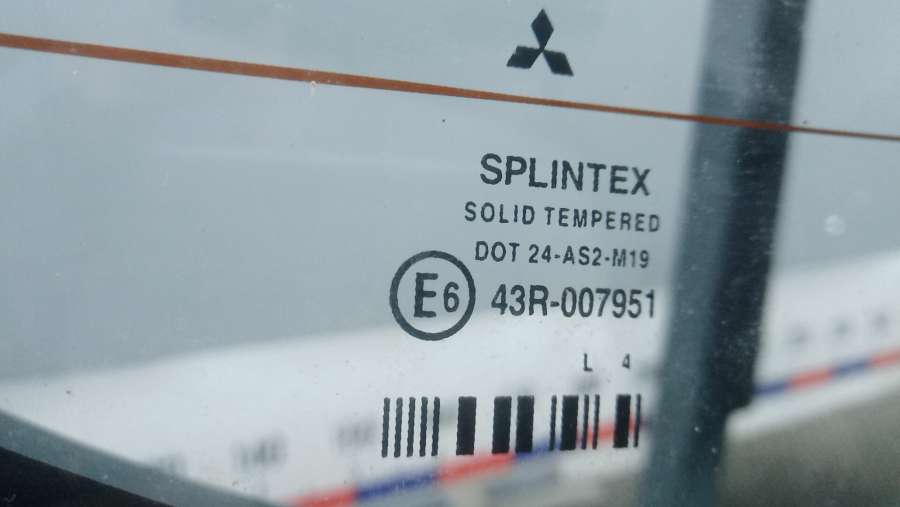 SPLINTEX
SOLID TEMPERED
DOT 24-AS2-M19
E6 43R-007951
L 4